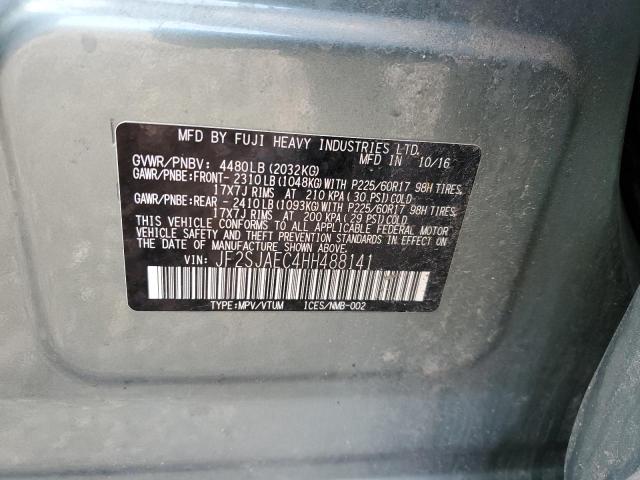 MFD BY FUJI HEAVY INDUSTRIES LTD.
MFD IN 10/16
GVWR/PNBV: 4480LB(2032KG)
GAWR/PNBE:FRONT- 2310LB(1048KG)WITH P225/60R17 98H TIRES,
17X7J RIMS AT 210 KPA(30.PSI)COLD
GAWR/PNBE:REAR - 2410LB(1093KG)WITH P225/60R17 98H TIRES,
17X7J RIMS AT 200 KPA(29 PSI)COLD
THIS VEHICLE CONFORMS TO ALL APPLICABLE FEDERAL MOTOR
VEHICLE SAFETY AND BUMPER STANDARDS IN EFFECT ON THE
DATE OF MANUFACTURE SHOWN ABOVE.
VIN: JF2SJAEC4HH488141
TYPE:MPV/VTUM ICES/NMB-002